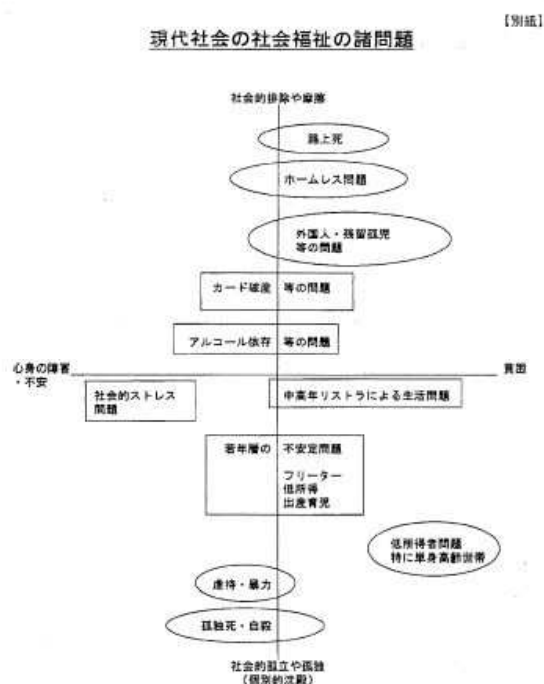 【別紙】
現代社会の社会福祉の諸問題
社会的排除や摩擦
路上死
ホームレス問題
外国人・残留孤児
等の問題
カード破産 等の問題
アルコール依存 等の問題
心身の障害
・不安
貧困
社会的ストレス
問題
中高年リストラによる生活問題
若年層の 不安定問題
フリーター
低所得
出産育児
低所得者問題
特に単身高齢世帯
虐待・暴力
孤独死・自殺
社会的孤立や孤独
（個別的沈殿）